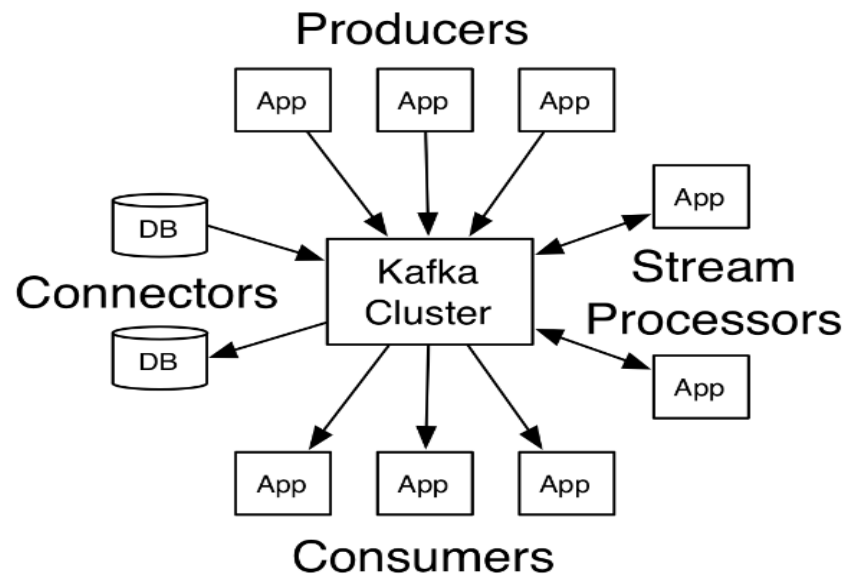 Producers
App
App
App
DB
App
Connectors
Kafka
Cluster
Stream
Processors
DB
App
App
App
App
Consumers